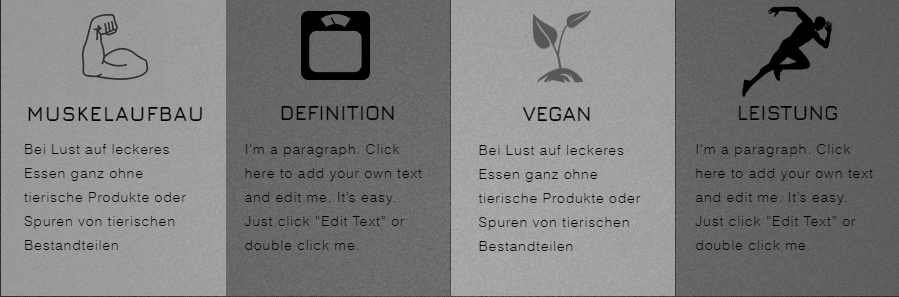 MUSKELAUFBAU
Bei Lust auf leckeres
Essen ganz ohne
tierische Produkte oder
Spuren von tierischen
Bestandteilen
DEFINITION
I'm a paragraph. Click
here to add your own text
and edit me. It's easy.
Just click "Edit Text" or
double click me.
VEGAN
Bei Lust auf leckeres
Essen ganz ohne
tierische Produkte oder
Spuren von tierischen
Bestandteilen
LEISTUNG
I'm a paragraph. Click
here to add your own text
and edit me. It's easy.
Just click "Edit Text" or
double click me.